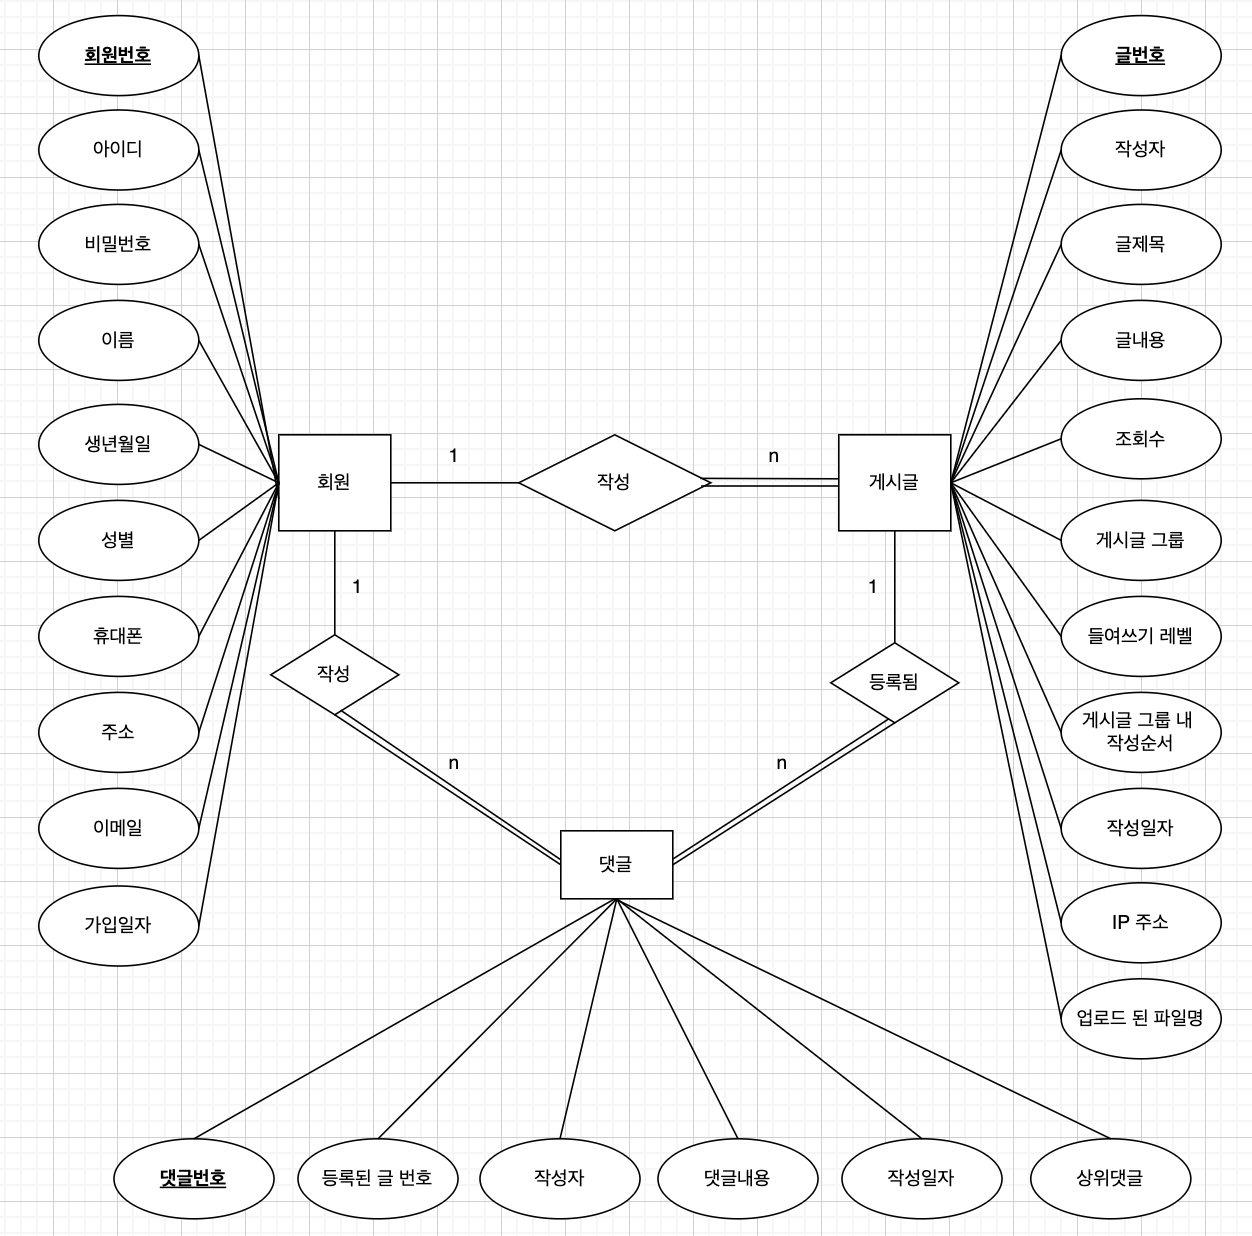 회원번호
아이디
비밀번호
이름
생년월일
성별
휴대폰
주소
이메일
가입일자
회원
1
작성
n
게시글
1
작성
n
1
등록됨
n
댓글
글번호
작성자
글제목
글내용
조회수
게시글 그룹
들여쓰기 레벨
게시글 그룹 내
작성순서
작성일자
IP 주소
업로드 된 파일명
댓글번호
등록된 글 번호
작성자
댓글내용
작성일자
상위댓글